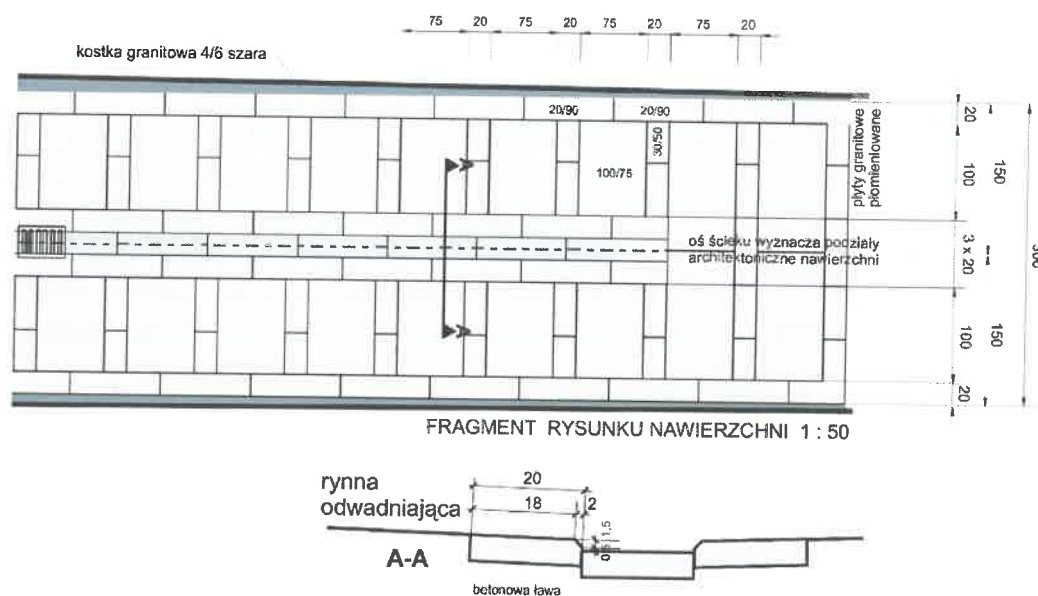 75 20 75 20 75 20 75 20
kostka granitowa 4/6 szara
20/90 20/90
30/50
100/75
płyty granitowe
płomieniowane
20
100
3 x 20
100
20
150
150
300
oś ścieku wyznacza podziały
architektoniczne nawierzchni
A
A
FRAGMENT RYSUNKU NAWIERZCHNI 1 : 50
rynna
odwadniająca
20
18 2
1.5
A-A
betonowa ława